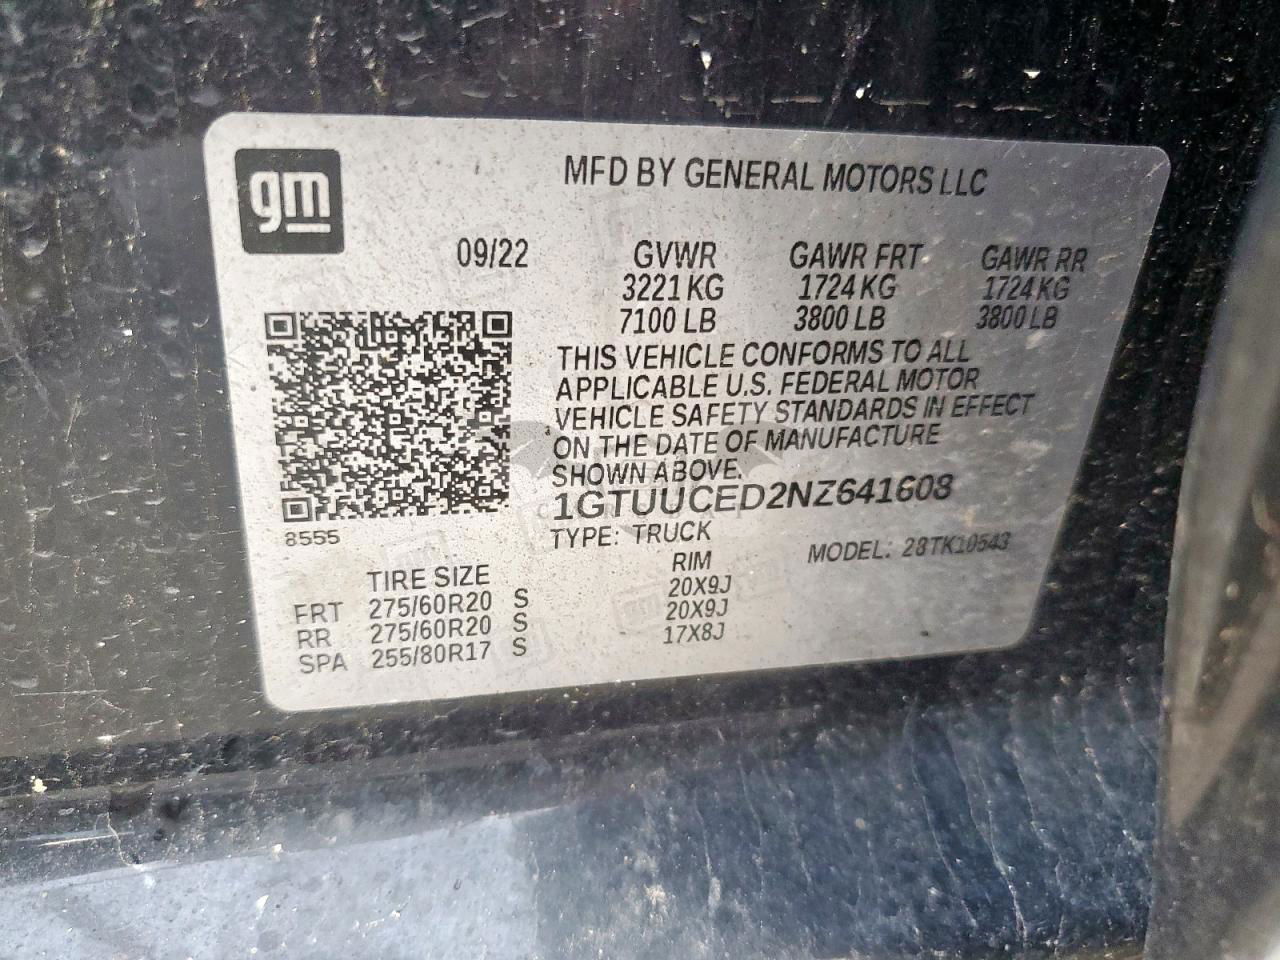 gm
MFD BY GENERAL MOTORS LLC
09/22 GVWR GAWR FRT GAWR RR
3221 KG 1724 KG 1724 KG
7100 LB 3800 LB 3800 LB
THIS VEHICLE CONFORMS TO ALL
APPLICABLE U.S. FEDERAL MOTOR
VEHICLE SAFETY STANDARDS IN EFFECT
ON THE DATE OF MANUFACTURE
SHOWN ABOVE.
1GTUUCED2NZ641608
8555
TYPE: TRUCK
MODEL: 28TK10543
TIRE SIZE RIM
FRT 275/60R20 S 20X9J
RR 275/60R20 S 20X9J
SPA 255/80R17 S 17X8J